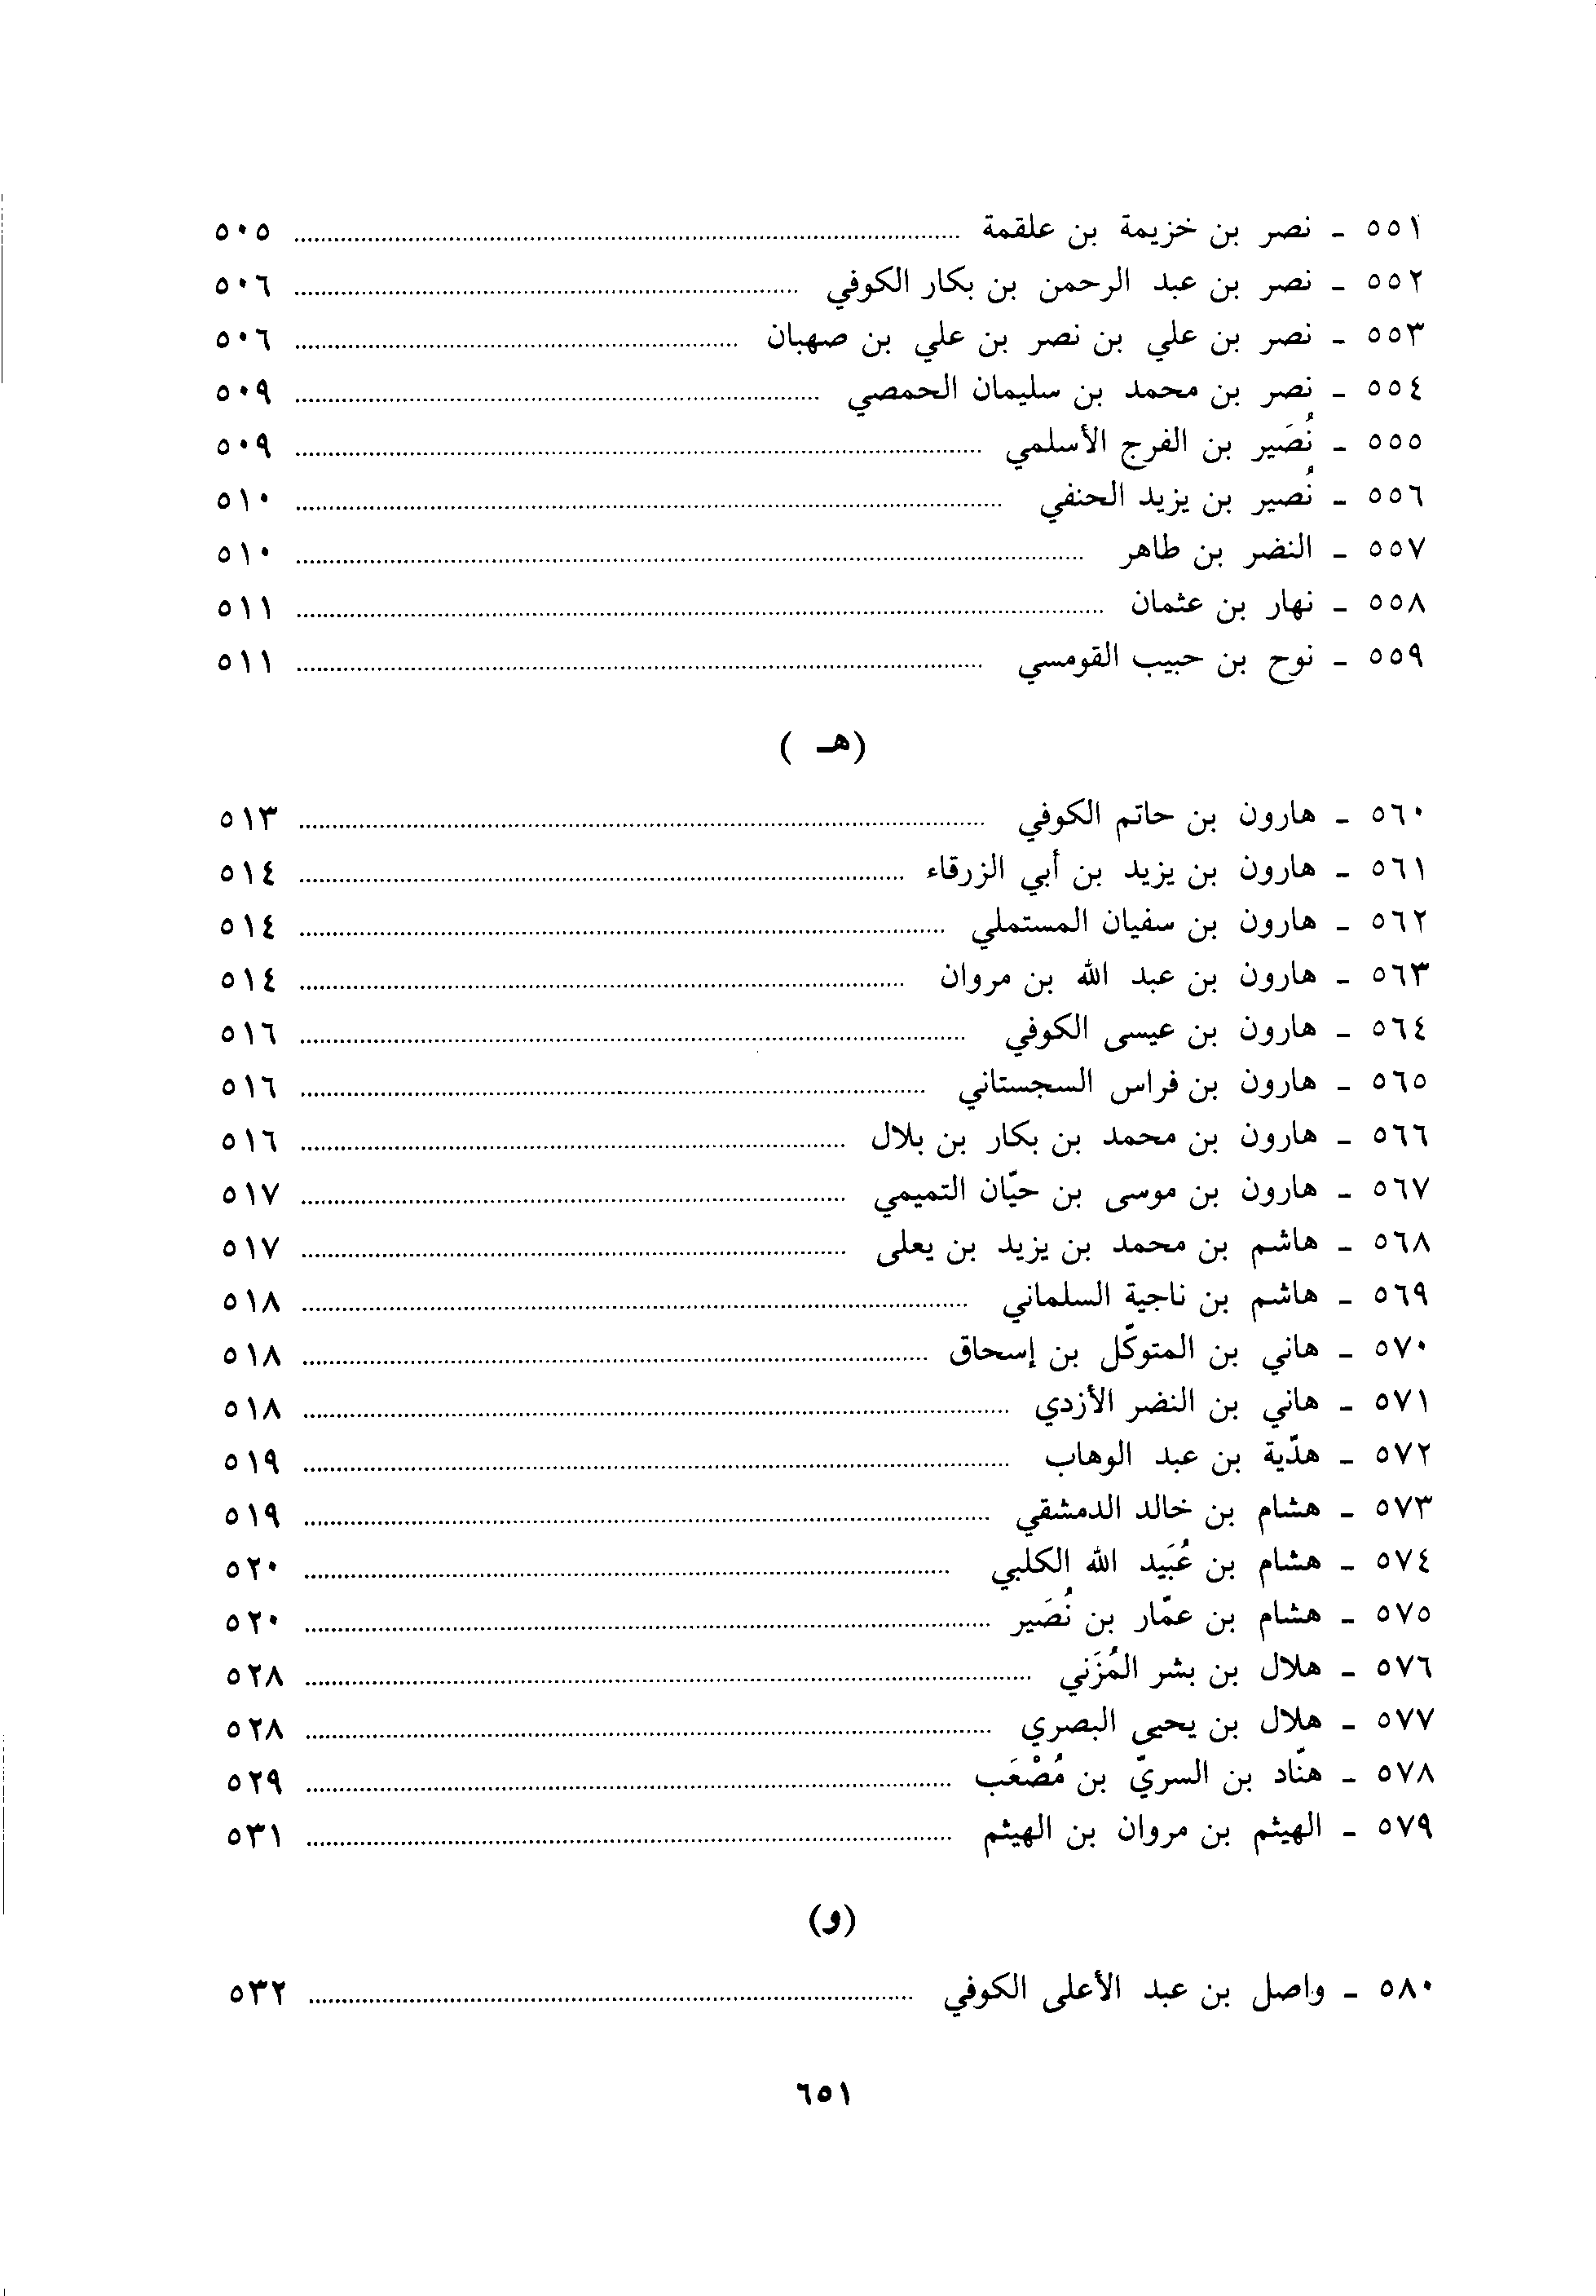 ٥٥١ - نصر بن خزيمة بن علقمة ........ ٥٠٥
٥٥٢ - نصر بن عبد الرحمن بن بكار الكوفي ........ ٥٠٦
٥٥٣ - نصر بن علي بن نصر بن علي بن صهبان ........ ٥٠٦
٥٥٤ - نصر بن محمد بن سليمان الحمصي ........ ٥٠٩
٥٥٥ - نُصَير بن الفرج الأسلمي ........ ٥٠٩
٥٥٦ - نُصير بن يزيد الحنفي ........ ٥١٠
٥٥٧ - النضر بن طاهر ........ ٥١٠
٥٥٨ - نهار بن عثمان ........ ٥١١
٥٥٩ - نوح بن حبيب القومسي ........ ٥١١
(هـ )
٥٦٠ - هارون بن حاتم الكوفي ........ ٥١٣
٥٦١ - هارون بن يزيد بن أبي الزرقاء ........ ٥١٤
٥٦٢ - هارون بن سفيان المستملي ........ ٥١٤
٥٦٣ - هارون بن عبد الله بن مروان ........ ٥١٤
٥٦٤ - هارون بن عيسى الكوفي ........ ٥١٦
٥٦٥ - هارون بن فراس السجستاني ........ ٥١٦
٥٦٦ - هارون بن محمد بن بكار بن بلال ........ ٥١٦
٥٦٧ - هارون بن موسى بن حيّان التميمي ........ ٥١٧
٥٦٨ - هاشم بن محمد بن يزيد بن يعلى ........ ٥١٧
٥٦٩ - هاشم بن ناجية السلماني ........ ٥١٨
٥٧٠ - هاني بن المتوكّل بن إسحاق ........ ٥١٨
٥٧١ - هاني بن النضر الأزدي ........ ٥١٨
٥٧٢ - هدّية بن عبد الوهاب ........ ٥١٩
٥٧٣ - هشام بن خالد الدمشقي ........ ٥١٩
٥٧٤ - هشام بن عُبَيد الله الكلبي ........ ٥٢٠
٥٧٥ - هشام بن عمّار بن نُصَير ........ ٥٢٠
٥٧٦ - هلال بن بشر المُزَني ........ ٥٢٨
٥٧٧ - هلال بن يحيى البصري ........ ٥٢٨
٥٧٨ - هنّاد بن السريّ بن مُصْعَب ........ ٥٢٩
٥٧٩ - الهيثم بن مروان بن الهيثم ........ ٥٣١
(و)
٥٨٠ - واصل بن عبد الأعلى الكوفي ........ ٥٣٢
٦٥١